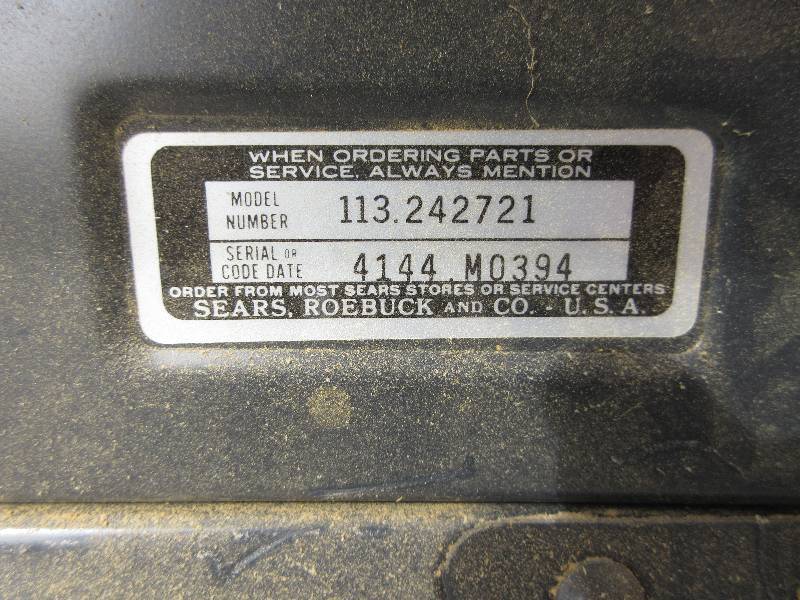 WHEN ORDERING PARTS OR
SERVICE, ALWAYS MENTION
MODEL
NUMBER 113.242721
SERIAL OR
CODE DATE 4144.M0394
ORDER FROM MOST SEARS STORES OR SERVICE CENTERS
SEARS, ROEBUCK AND CO. - U.S.A.